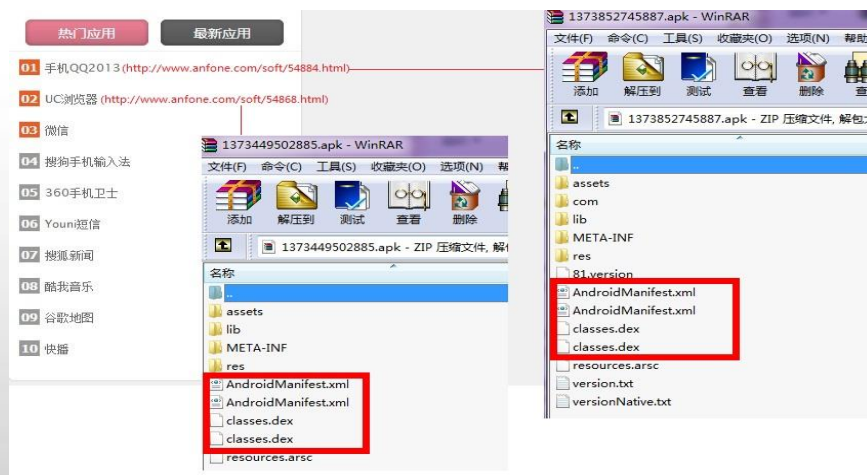 热门应用
最新应用
01 手机QQ2013(http://www.anfone.com/soft/54884.html)
02 UC浏览器(http://www.anfone.com/soft/54868.html)
03 微信
04 搜狗手机输入法
05 360手机卫士
06 Youni短信
07 搜狐新闻
08 酷我音乐
09 谷歌地图
10 快播
1373449502885.apk - WinRAR
文件(F) 命令(C) 工具(S) 收藏夹(O) 选项(N)
添加 解压到 测试 查看 删除
1373449502885.apk - ZIP 压缩文件,
名称
..
assets
lib
META-INF
res
AndroidManifest.xml
AndroidManifest.xml
classes.dex
classes.dex
resources.arsc
1373852745887.apk - WinRAR
文件(F) 命令(C) 工具(S) 收藏夹(O) 选项(N) 帮助
添加 解压到 测试 查看 删除
1373852745887.apk - ZIP 压缩文件, 解包
名称
..
assets
com
lib
META-INF
res
81.version
AndroidManifest.xml
AndroidManifest.xml
classes.dex
classes.dex
resources.arsc
version.txt
versionNative.txt